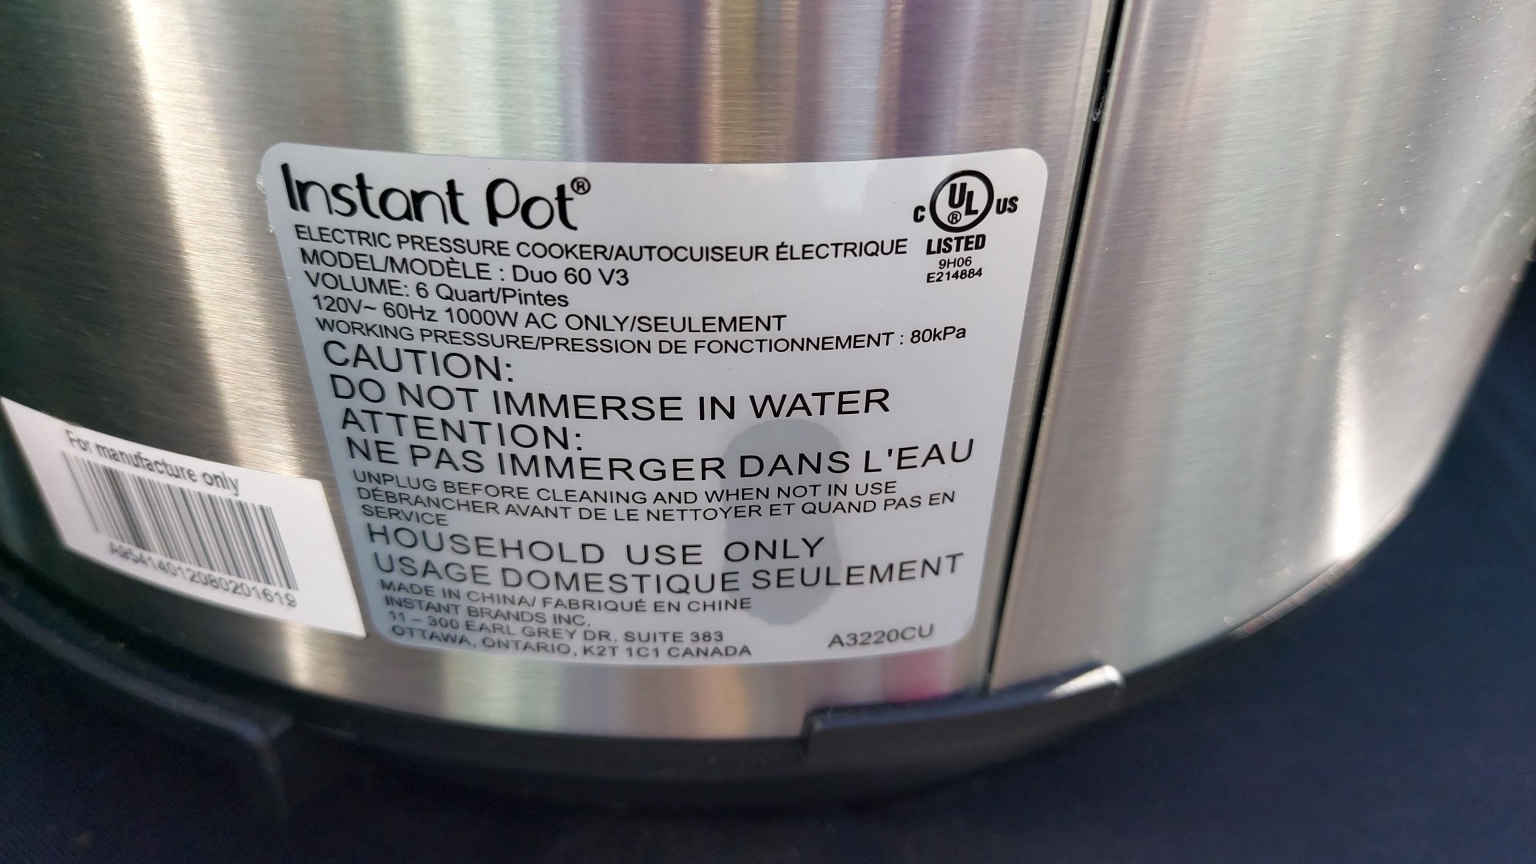 Instant Pot®
ELECTRIC PRESSURE COOKER/AUTOCUISEUR ÉLECTRIQUE
MODEL/MODÈLE : Duo 60 V3
VOLUME: 6 Quart/Pintes
120V~ 60Hz 1000W AC ONLY/SEULEMENT
WORKING PRESSURE/PRESSION DE FONCTIONNEMENT : 80kPa
C UL® US
LISTED
9H06
E214884
CAUTION:
DO NOT IMMERSE IN WATER
ATTENTION:
NE PAS IMMERGER DANS L'EAU
UNPLUG BEFORE CLEANING AND WHEN NOT IN USE
DÉBRANCHER AVANT DE LE NETTOYER ET QUAND PAS EN
SERVICE
HOUSEHOLD USE ONLY
USAGE DOMESTIQUE SEULEMENT
MADE IN CHINA/ FABRIQUÉ EN CHINE
INSTANT BRANDS INC.
11 – 300 EARL GREY DR. SUITE 383
OTTAWA, ONTARIO, K2T 1C1 CANADA
A3220CU
For manufacture only